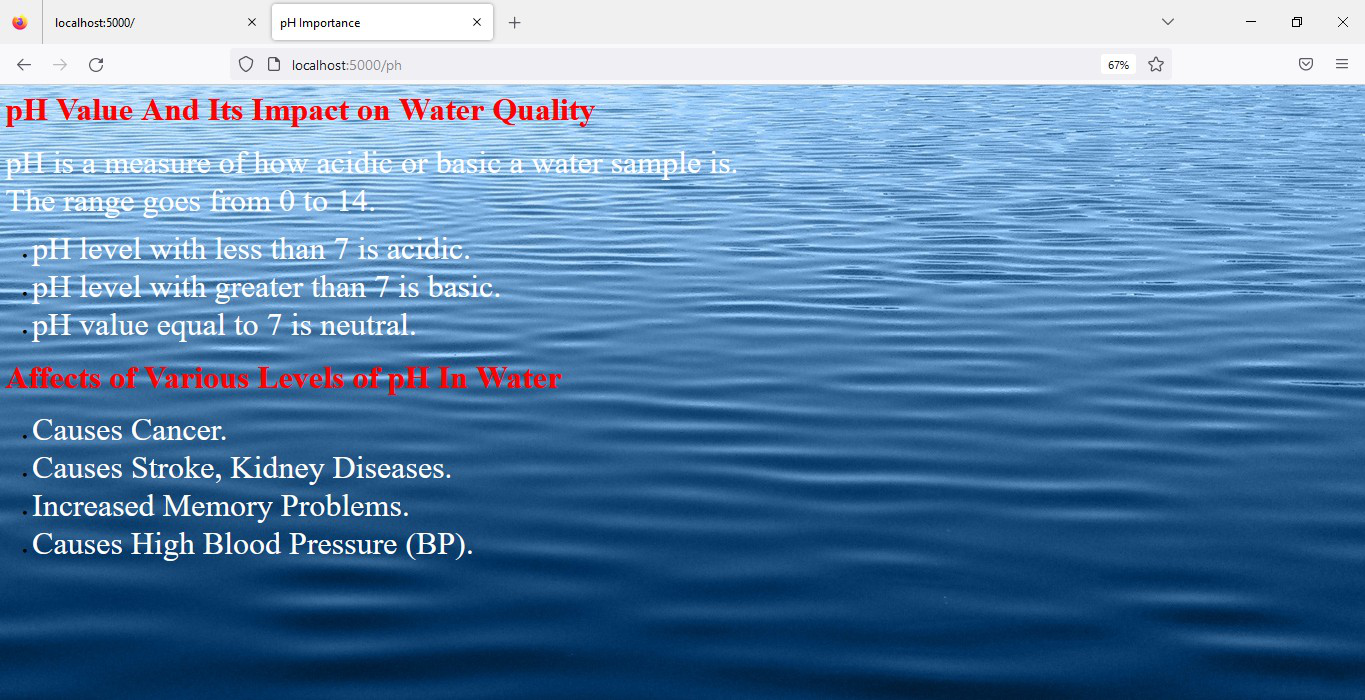 localhost:5000/
pH Importance
localhost:5000/ph
67%
pH Value And Its Impact on Water Quality
pH is a measure of how acidic or basic a water sample is.
The range goes from 0 to 14.
pH level with less than 7 is acidic.
pH level with greater than 7 is basic.
pH value equal to 7 is neutral.
Affects of Various Levels of pH In Water
Causes Cancer.
Causes Stroke, Kidney Diseases.
Increased Memory Problems.
Causes High Blood Pressure (BP).